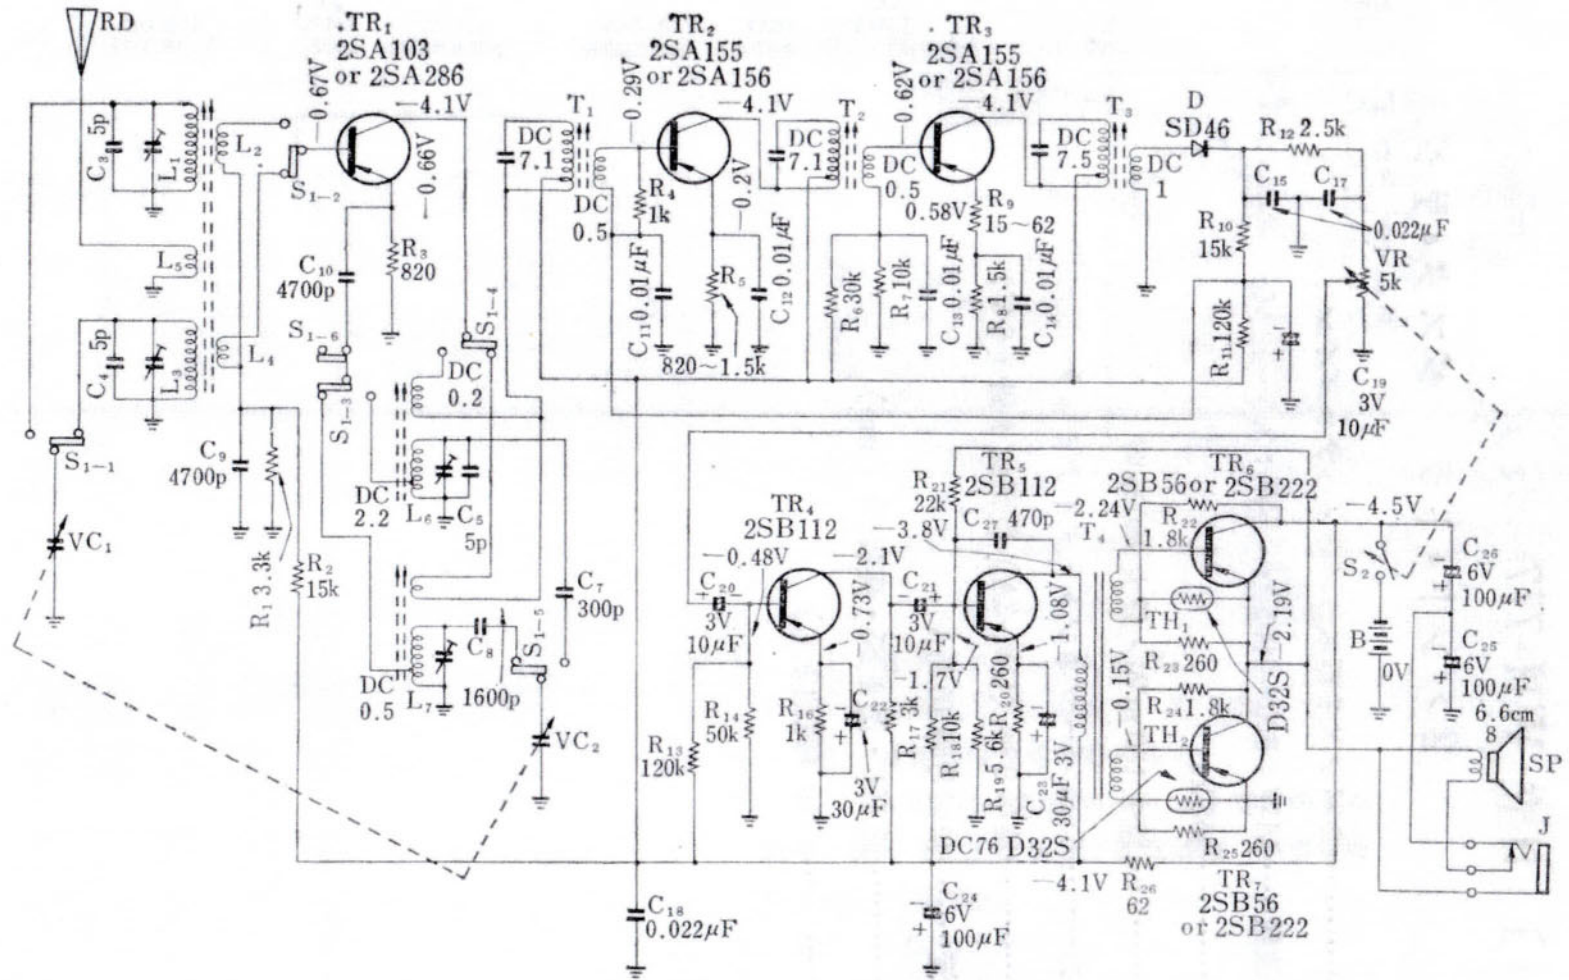 RD
TR₁
2SA103
or 2SA286
TR₂
2SA155
or 2SA156
TR₃
2SA155
or 2SA156
—0.67V
—4.1V
—0.66V
T₁
DC
7.1
—0.29V
—4.1V
T₂
DC
7.1
—0.62V
—4.1V
T₃
DC
7.5
D
SD46
R₁₂ 2.5k
5p
C₃
L₁
L₂
S₁₋₂
DC
0.5
R₄
1k
—0.2V
DC
0.5
0.58V
R₉
15~62
DC
1
C₁₅
C₁₇
0.022μF
R₁₀
15k
VR
5k
L₅
C₁₀
4700p
R₃
820
C₁₁ 0.01μF
R₅
820~1.5k
C₁₂ 0.01μF
R₆ 30k
R₇ 10k
C₁₃ 0.01μF
R₈ 1.5k
C₁₄ 0.01μF
R₁₁ 120k
C₁₉
3V
10μF
5p
C₄
L₃
L₄
S₁₋₆
S₁₋₃
S₁₋₄
DC
0.2
S₁₋₁
C₉
4700p
DC
2.2
L₆
C₅
5p
VC₁
R₁ 3.3k
R₂
15k
C₇
300p
C₈
1600p
S₁₋₅
DC
0.5
L₇
VC₂
TR₄
2SB112
—0.48V
—2.1V
—0.73V
C₂₀
3V
10μF
R₁₃
120k
R₁₄
50k
R₁₆
1k
C₂₂
3V
30μF
R₁₇ 3k
C₂₁
3V
10μF
R₂₁
22k
TR₅
2SB112
C₂₇ 470p
—3.8V
—1.08V
—1.7V
R₁₈ 10k
R₁₉ 5.6k
R₂₀ 260
C₂₃
30μF 3V
TR₆
2SB56 or 2SB222
—2.24V
T₄
R₂₂
1.8k
—4.5V
TH₁
R₂₃ 260
—2.19V
D32S
—0.15V
R₂₄ 1.8k
TH₂
DC76
D32S
R₂₅ 260
—4.1V
R₂₆
62
TR₇
2SB56
or 2SB222
S₂
B
0V
C₂₆
6V
100μF
C₂₅
6V
100μF
6.6cm
8
SP
J
C₁₈
0.022μF
C₂₄
6V
100μF